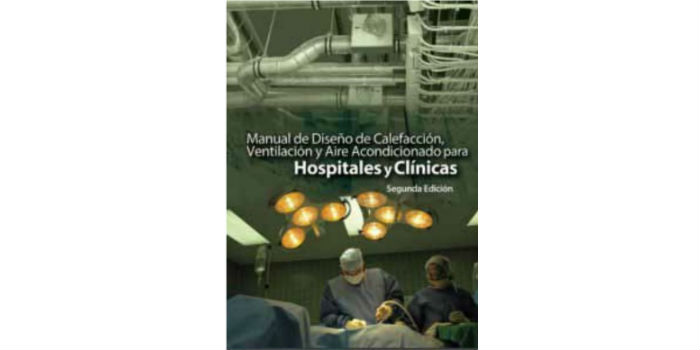 Manual de Diseño de Calefacción,
Ventilación y Aire Acondicionado para
Hospitales y Clínicas
Segunda Edición